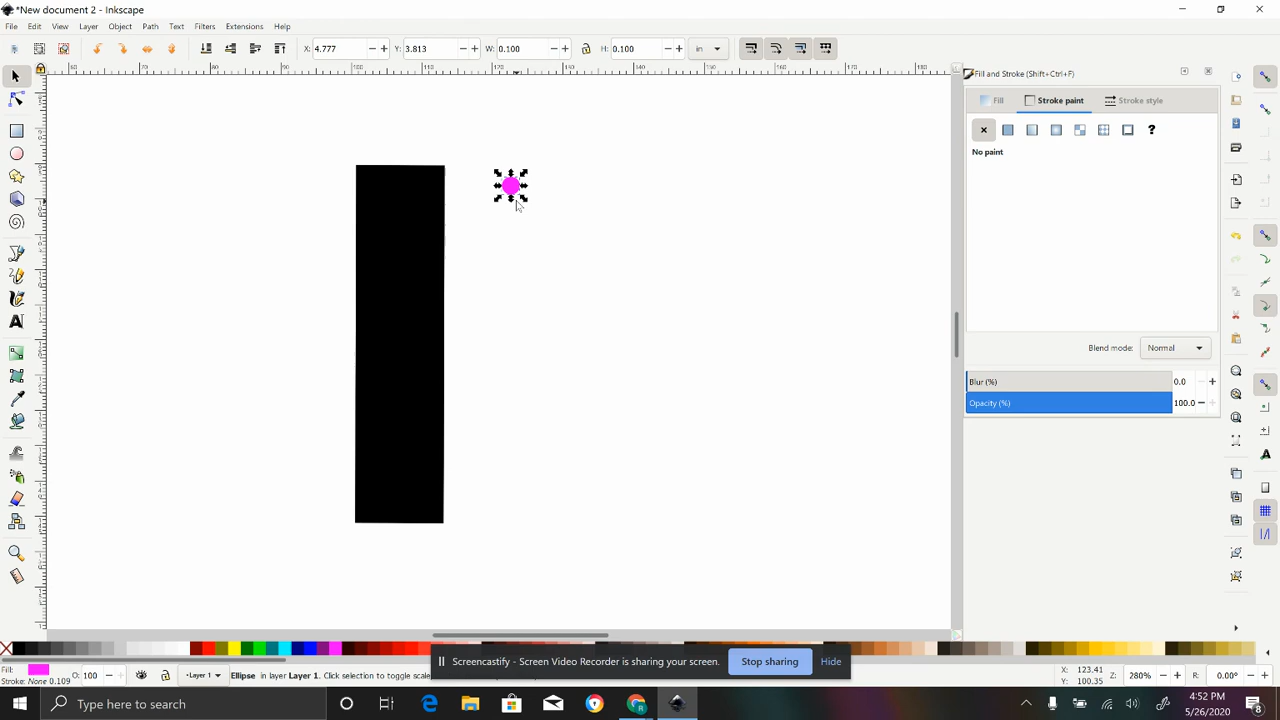 *New document 2 - Inkscape
File Edit View Layer Object Path Text Filters Extensions Help
X: 4.777 Y: 3.813 W: 0.100 H: 0.100 in
Fill and Stroke (Shift+Ctrl+F)
Fill Stroke paint Stroke style
?
No paint
Blend mode: Normal
Blur (%) 0.0
Opacity (%) 100.0
Screencastify - Screen Video Recorder is sharing your screen. Stop sharing Hide
Fill:
Stroke: None 0.109
O: 100
Layer 1
Ellipse in layer Layer 1. Click selection to toggle scale
X: 123.41
Y: 100.35
Z: 280%
R: 0.00°
Type here to search
4:52 PM
5/26/2020